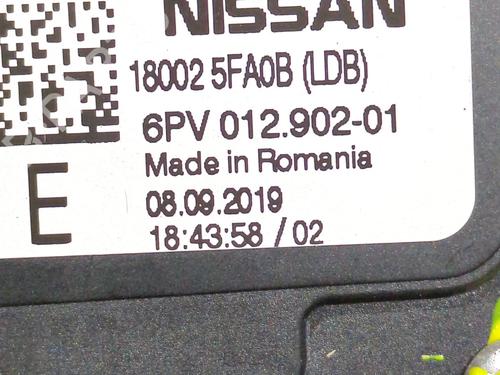 NISSAN
18002 5FA0B (LDB)
6PV 012.902-01
Made in Romania
E
08.09.2019
18:43:58 / 02